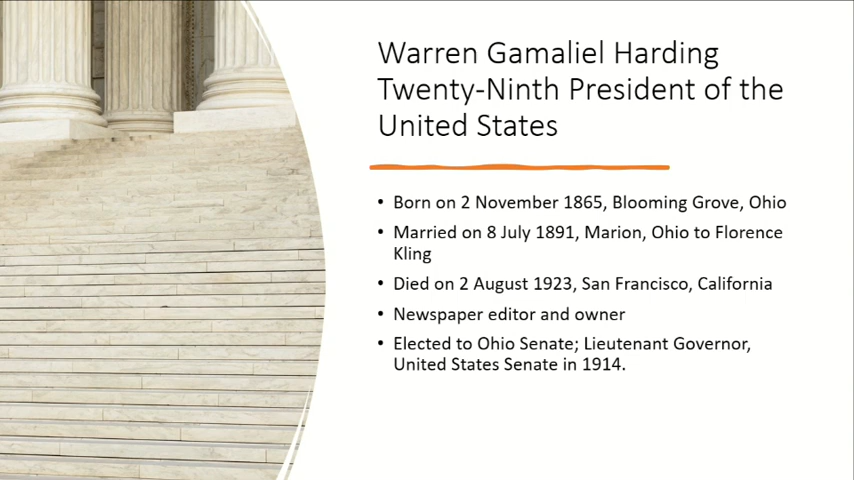 Warren Gamaliel Harding
Twenty-Ninth President of the
United States
• Born on 2 November 1865, Blooming Grove, Ohio
• Married on 8 July 1891, Marion, Ohio to Florence
Kling
• Died on 2 August 1923, San Francisco, California
• Newspaper editor and owner
• Elected to Ohio Senate; Lieutenant Governor,
United States Senate in 1914.